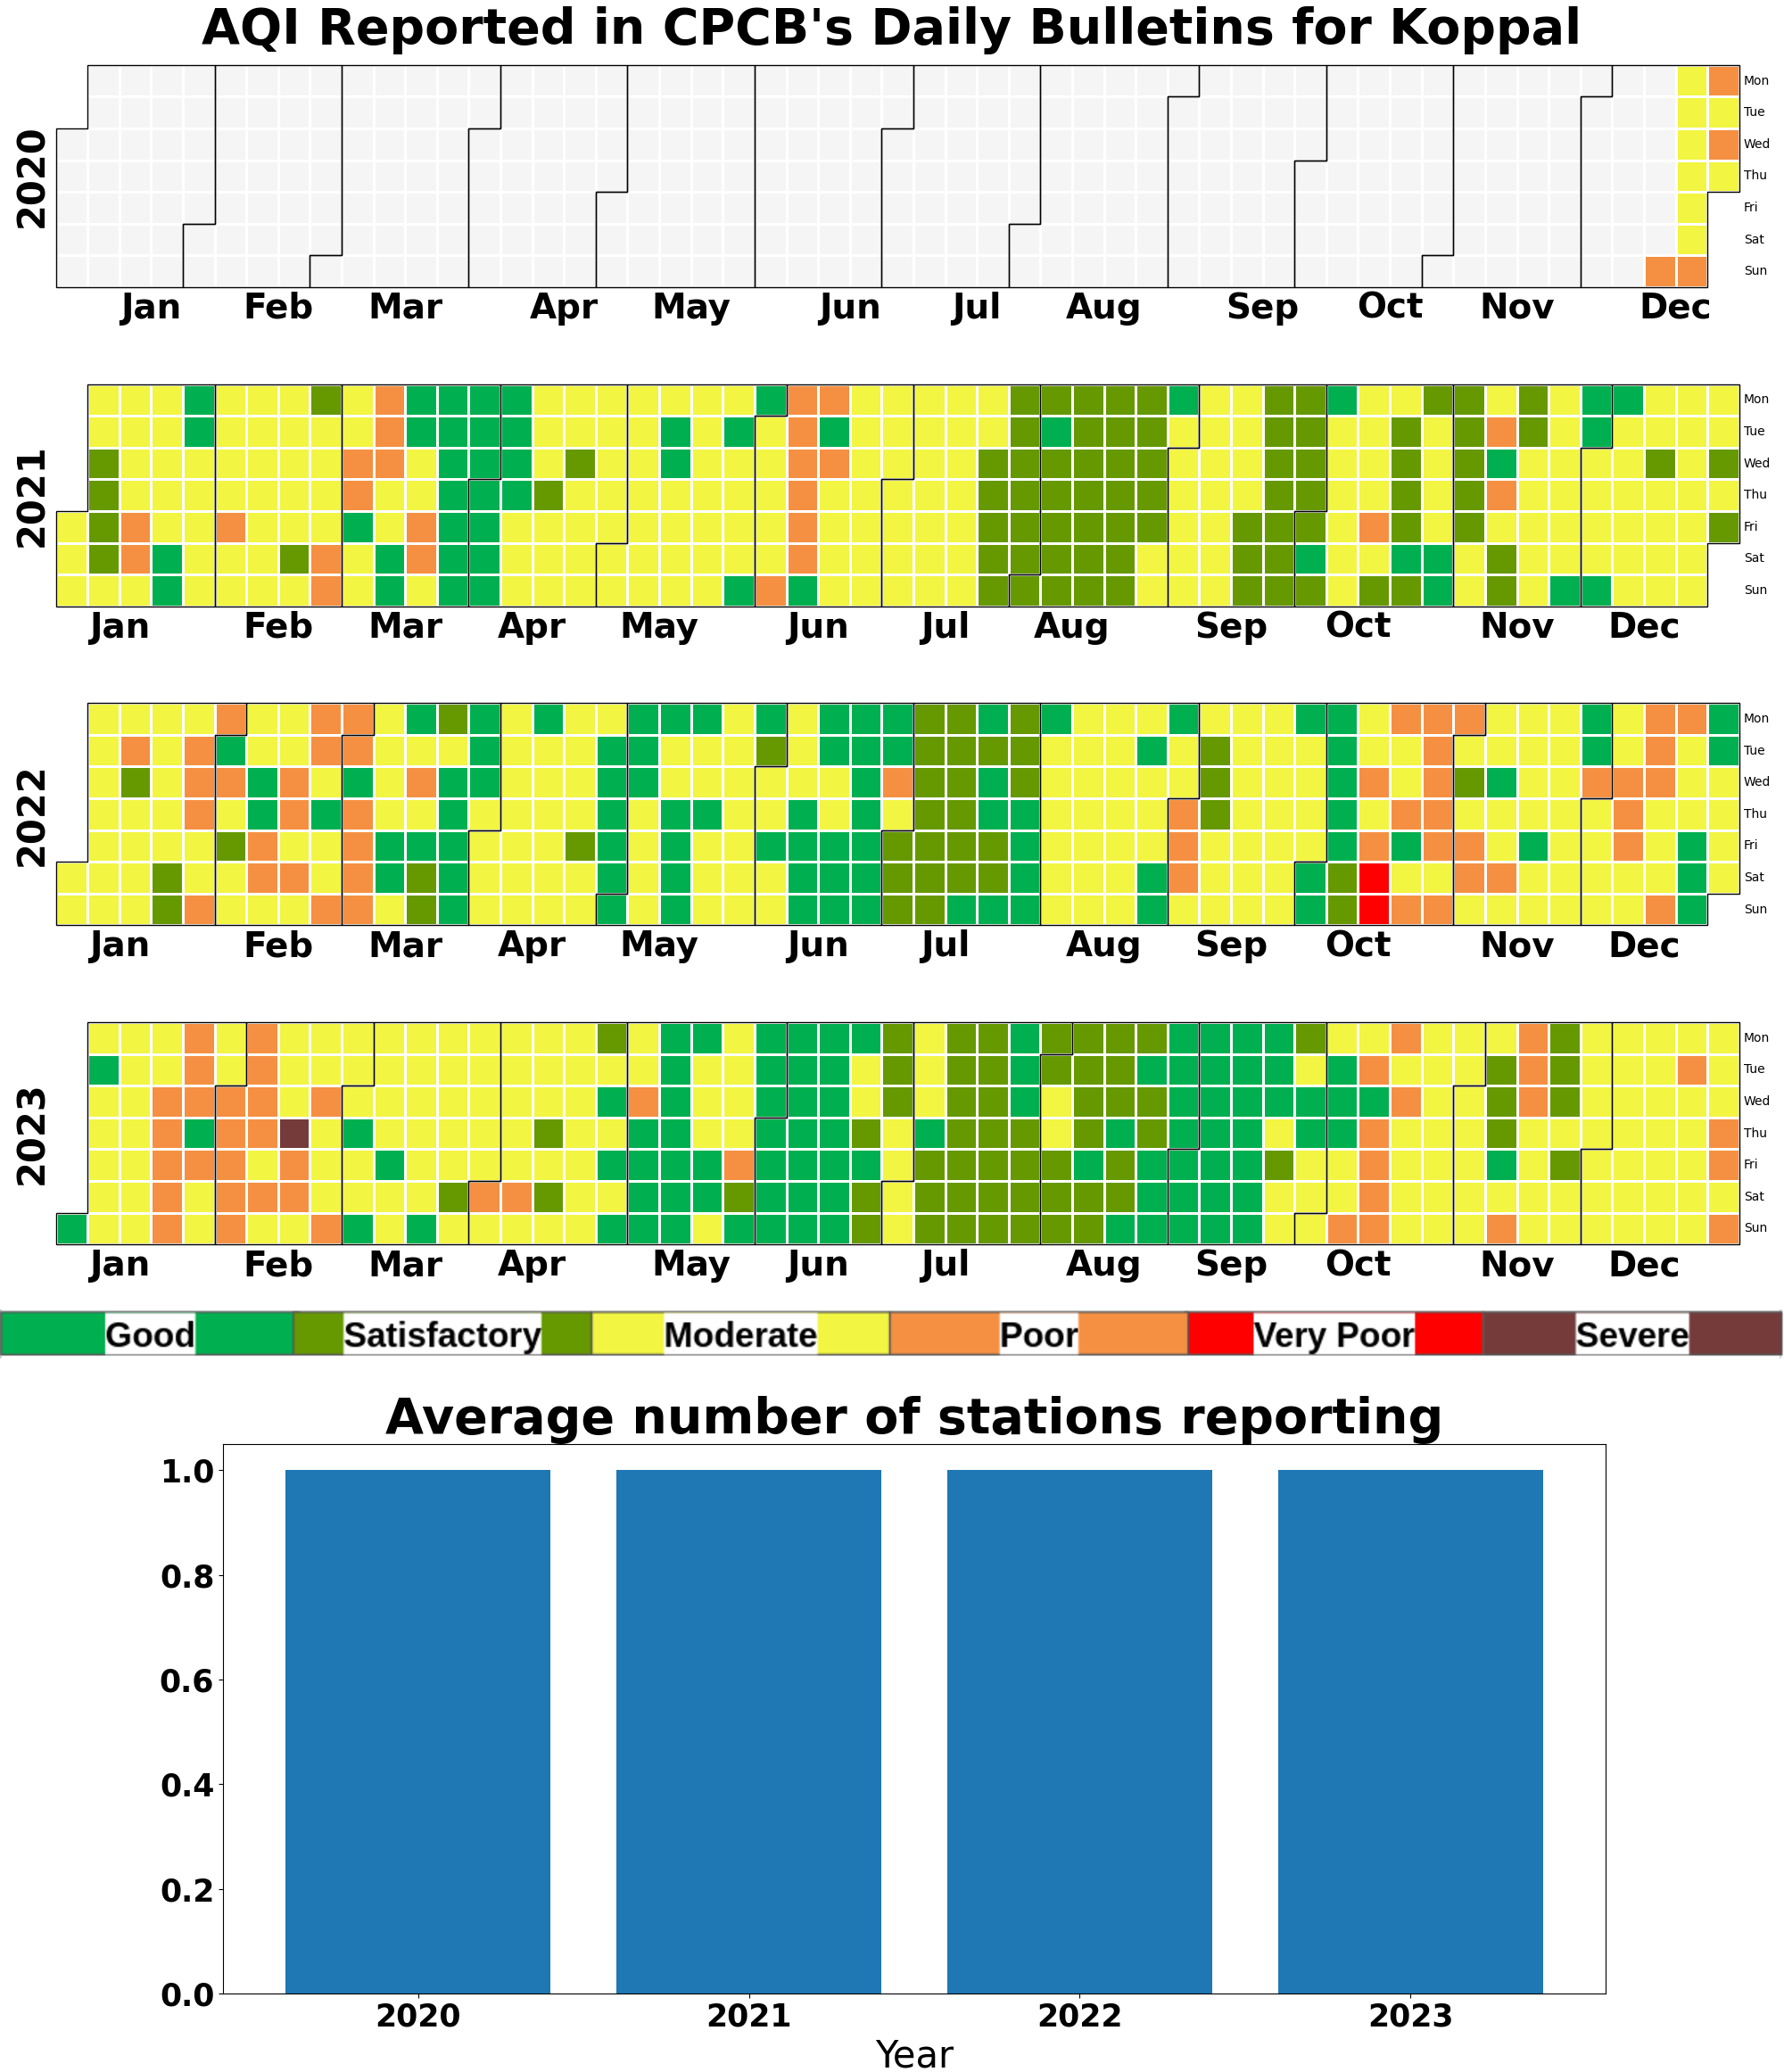 AQI Reported in CPCB's Daily Bulletins for Koppal
2020
Mon
Tue
Wed
Thu
Fri
Sat
Sun
Jan Feb Mar Apr May Jun Jul Aug Sep Oct Nov Dec
2021
Mon
Tue
Wed
Thu
Fri
Sat
Sun
Jan Feb Mar Apr May Jun Jul Aug Sep Oct Nov Dec
2022
Mon
Tue
Wed
Thu
Fri
Sat
Sun
Jan Feb Mar Apr May Jun Jul Aug Sep Oct Nov Dec
2023
Mon
Tue
Wed
Thu
Fri
Sat
Sun
Jan Feb Mar Apr May Jun Jul Aug Sep Oct Nov Dec
Good Satisfactory Moderate Poor Very Poor Severe
Average number of stations reporting
1.0
0.8
0.6
0.4
0.2
0.0
2020 2021 2022 2023
Year